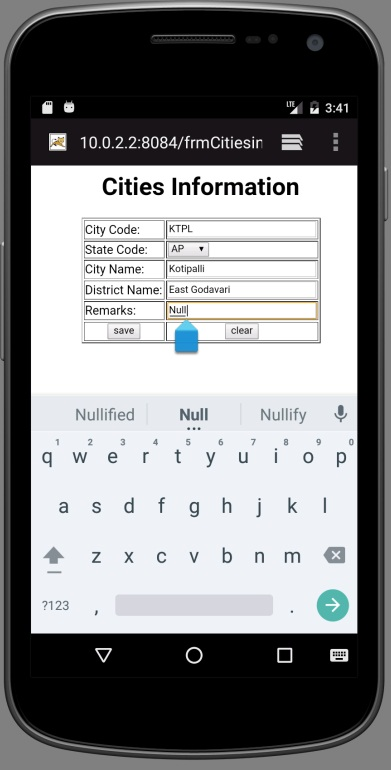 LTE 3:41
10.0.2.2:8084/frmCitiesin
Cities Information
City Code: KTPL
State Code: AP
City Name: Kotipalli
District Name: East Godavari
Remarks: Null
save clear
Nullified Null Nullify
1 2 3 4 5 6 7 8 9 0
q w e r t y u i o p
a s d f g h j k l
z x c v b n m
?123 , .